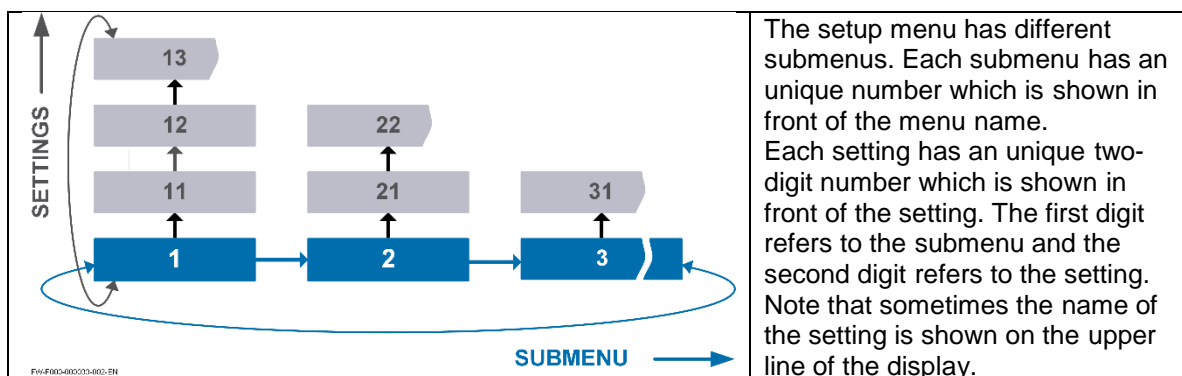 SETTINGS
13
12
22
11
21
31
1
2
3
SUBMENU
FW-F000-000033-002-EN
The setup menu has different
submenus. Each submenu has an
unique number which is shown in
front of the menu name.
Each setting has an unique two-
digit number which is shown in
front of the setting. The first digit
refers to the submenu and the
second digit refers to the setting.
Note that sometimes the name of
the setting is shown on the upper
line of the display.